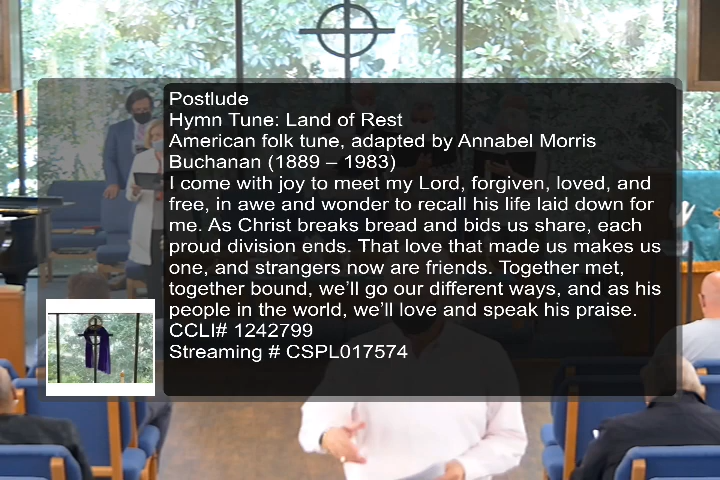 Postlude
Hymn Tune: Land of Rest
American folk tune, adapted by Annabel Morris
Buchanan (1889 – 1983)
I come with joy to meet my Lord, forgiven, loved, and
free, in awe and wonder to recall his life laid down for
me. As Christ breaks bread and bids us share, each
proud division ends. That love that made us makes us
one, and strangers now are friends. Together met,
together bound, we’ll go our different ways, and as his
people in the world, we’ll love and speak his praise.
CCLI# 1242799
Streaming # CSPL017574